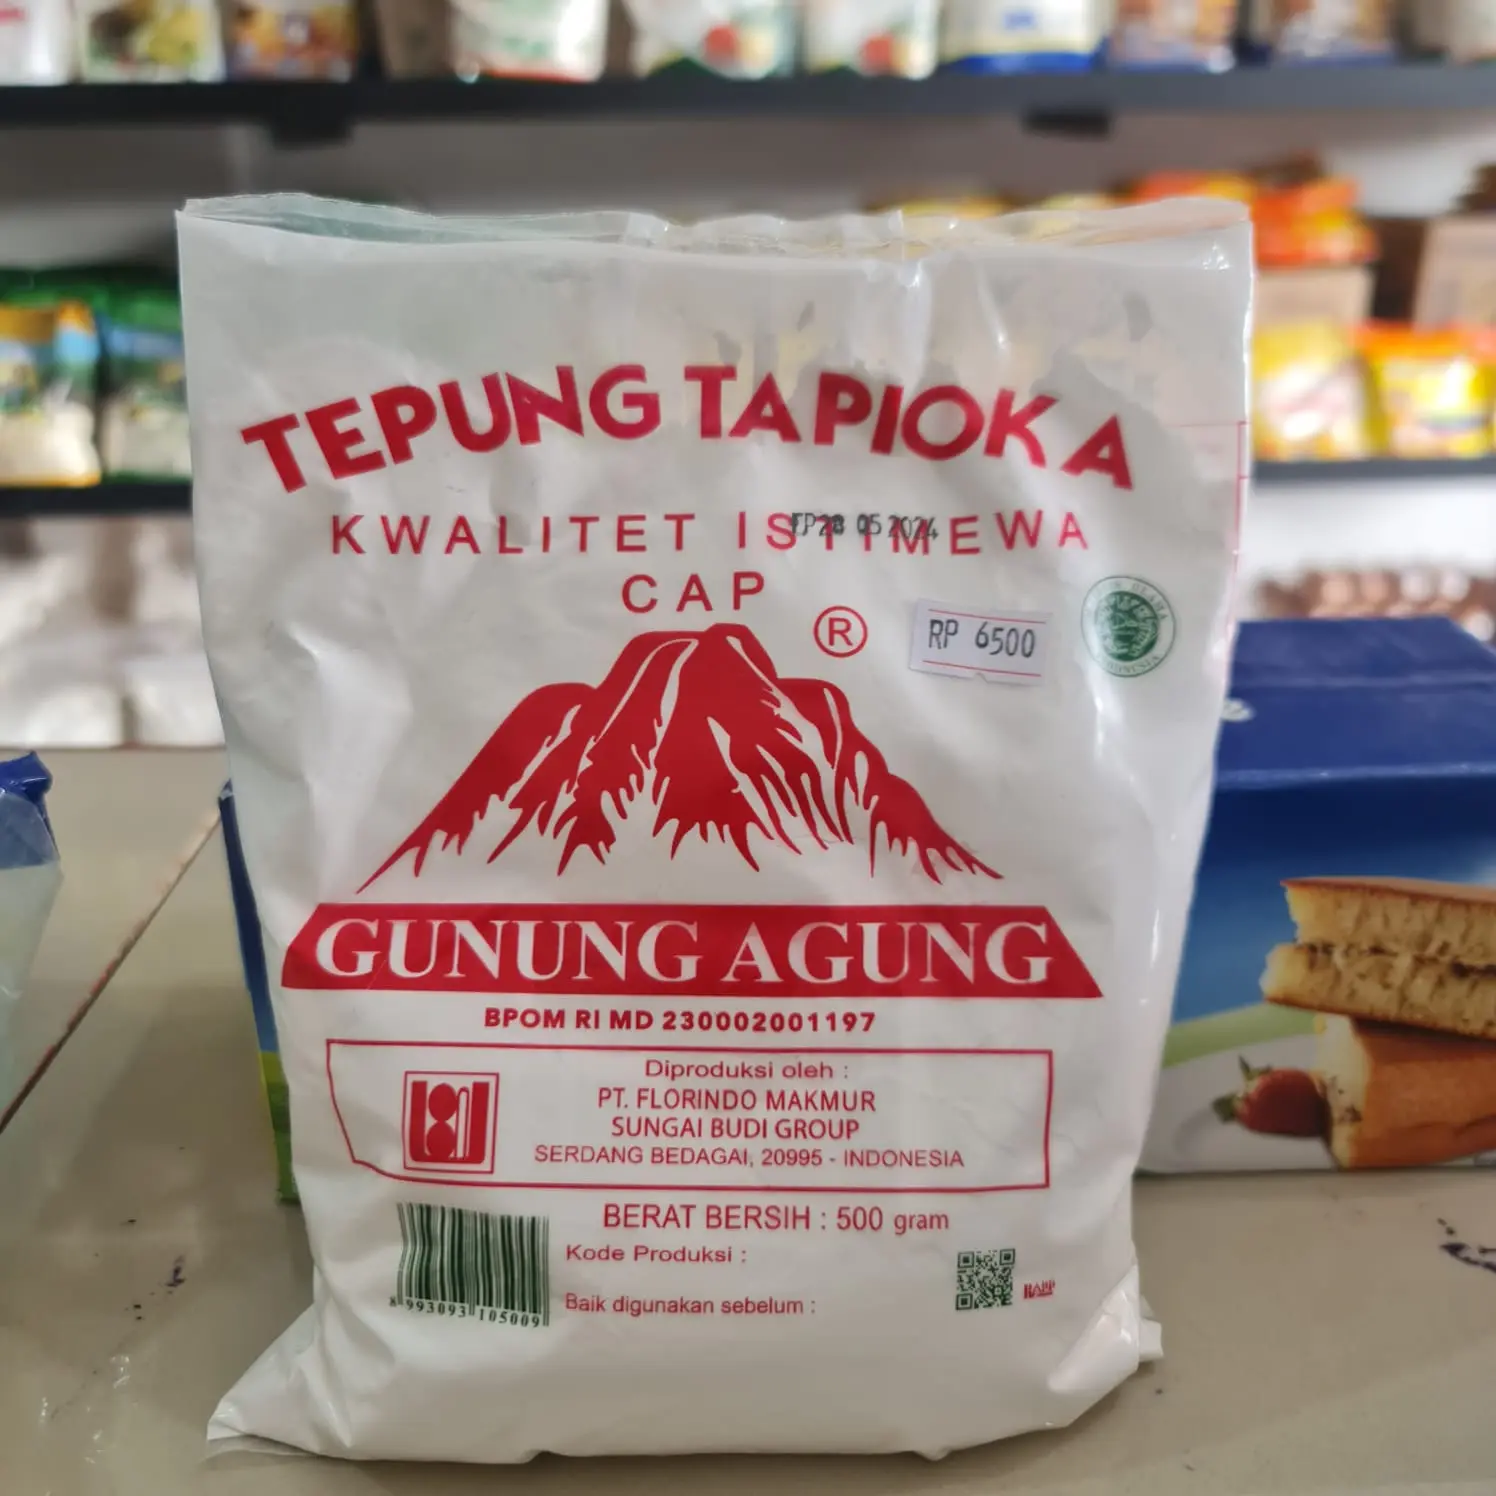 TEPUNG TAPIOKA
KWALITET ISTIMEWA
CAP
®
RP 6500
GUNUNG AGUNG
BPOM RI MD 230002001197
Diproduksi oleh :
PT. FLORINDO MAKMUR
SUNGAI BUDI GROUP
SERDANG BEDAGAI, 20995 - INDONESIA
BERAT BERSIH : 500 gram
Kode Produksi :
Baik digunakan sebelum :
8 993093 105009